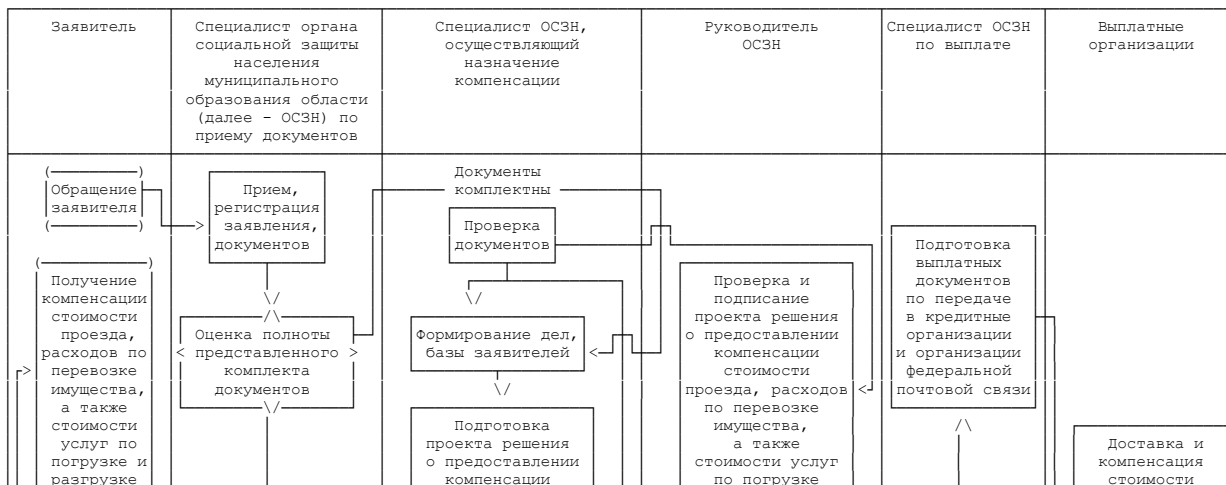 Заявитель
Специалист органа
социальной защиты
населения
муниципального
образования области
(далее - ОСЗН) по
приему документов
Специалист ОСЗН,
осуществляющий
назначение
компенсации
Руководитель
ОСЗН
Специалист ОСЗН
по выплате
Выплатные
организации
Обращение
заявителя
Прием,
регистрация
заявления,
документов
Документы
комплектны
Проверка
документов
Подготовка
выплатных
документов
по передаче
в кредитные
организации
и организации
федеральной
почтовой связи
Получение
компенсации
стоимости
проезда,
расходов по
перевозке
имущества,
а также
стоимости
услуг по
погрузке и
разгрузке
Оценка полноты
представленного
комплекта
документов
Формирование дел,
базы заявителей
Проверка и
подписание
проекта решения
о предоставлении
компенсации
стоимости
проезда, расходов
по перевозке
имущества,
а также
стоимости услуг
по погрузке
Подготовка
проекта решения
о предоставлении
компенсации
Доставка и
компенсация
стоимости